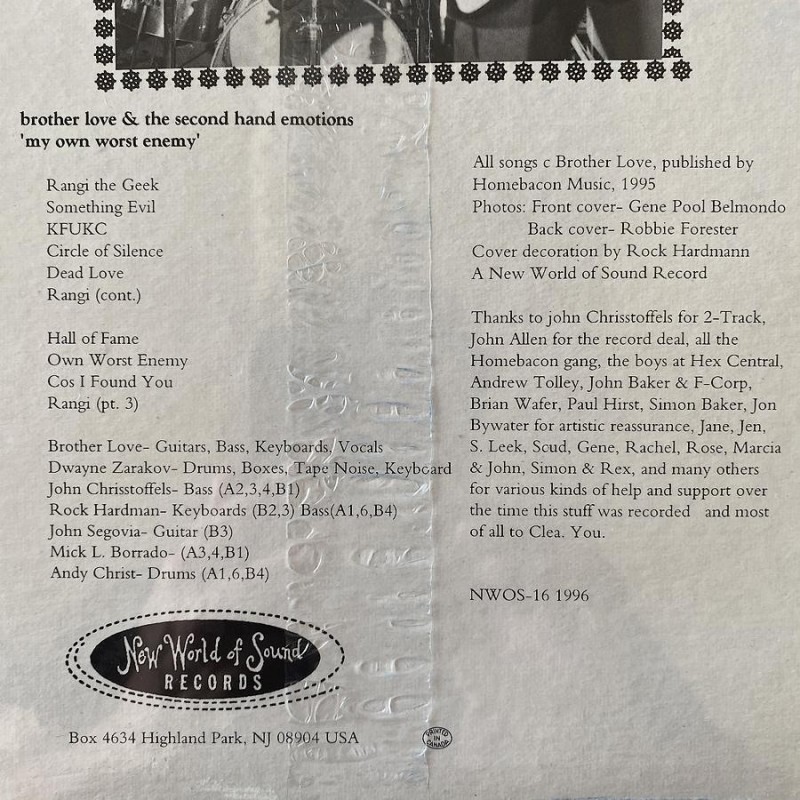 brother love & the second hand emotions
'my own worst enemy'
Rangi the Geek
Something Evil
KFUKC
Circle of Silence
Dead Love
Rangi (cont.)
Hall of Fame
Own Worst Enemy
Cos I Found You
Rangi (pt. 3)
Brother Love- Guitars, Bass, Keyboards, Vocals
Dwayne Zarakov- Drums, Boxes, Tape Noise, Keyboard
John Chrisstoffels- Bass (A2,3,4,B1)
Rock Hardman- Keyboards (B2,3) Bass(A1,6,B4)
John Segovia- Guitar (B3)
Mick L. Borrado- (A3,4,B1)
Andy Christ- Drums (A1,6,B4)
New World of Sound
RECORDS
Box 4634 Highland Park, NJ 08904 USA
All songs c Brother Love, published by
Homebacon Music, 1995
Photos: Front cover- Gene Pool Belmondo
Back cover- Robbie Forester
Cover decoration by Rock Hardmann
A New World of Sound Record
Thanks to john Chrisstoffels for 2-Track,
John Allen for the record deal, all the
Homebacon gang, the boys at Hex Central,
Andrew Tolley, John Baker & F-Corp,
Brian Wafer, Paul Hirst, Simon Baker, Jon
Bywater for artistic reassurance, Jane, Jen,
S. Leek, Scud, Gene, Rachel, Rose, Marcia
& John, Simon & Rex, and many others
for various kinds of help and support over
the time this stuff was recorded and most
of all to Clea. You.
NWOS-16 1996
PRINTED
IN
CANADA